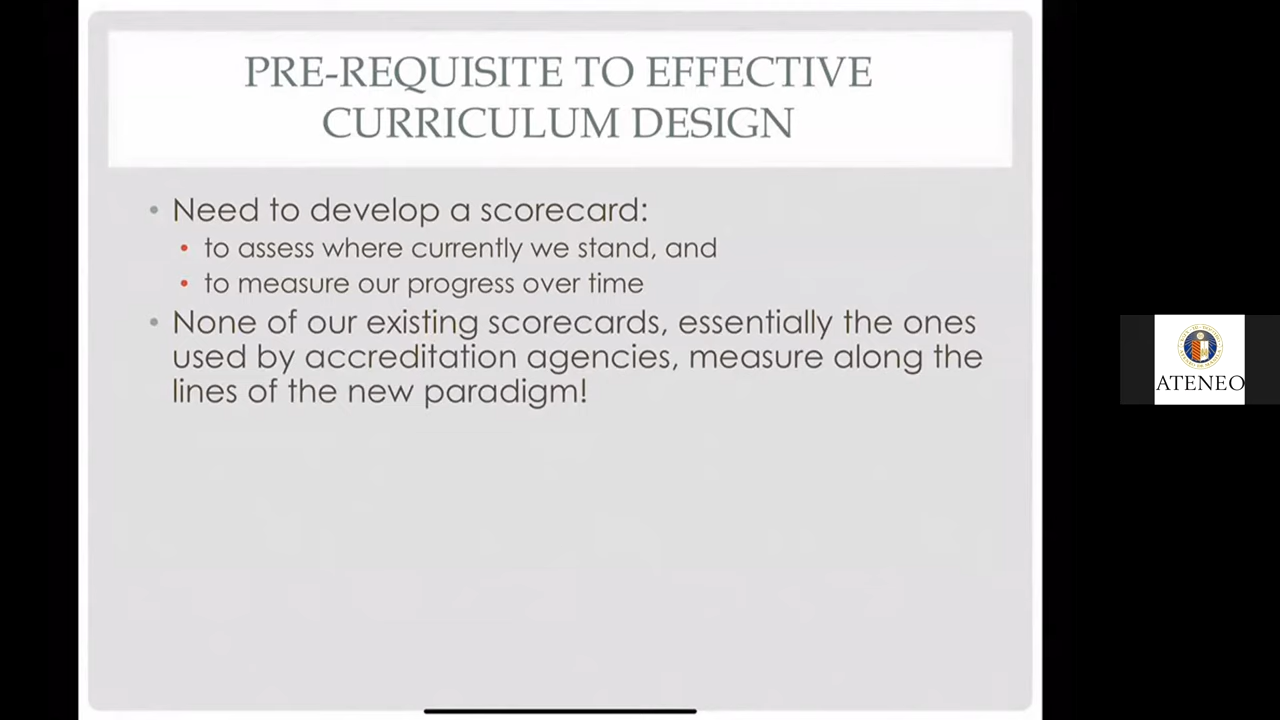 PRE-REQUISITE TO EFFECTIVE
CURRICULUM DESIGN
• Need to develop a scorecard:
• to assess where currently we stand, and
• to measure our progress over time
• None of our existing scorecards, essentially the ones
used by accreditation agencies, measure along the
lines of the new paradigm!
ATENEO